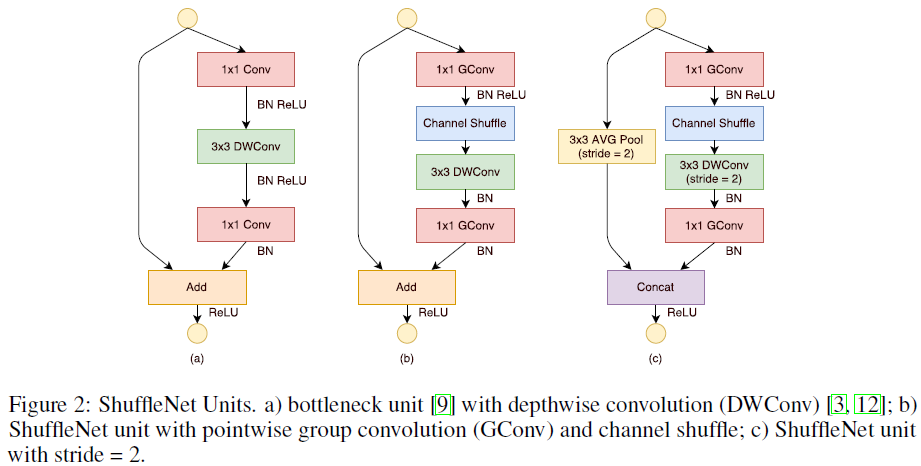 1x1 Conv
BN ReLU
3x3 DWConv
BN ReLU
1x1 Conv
BN
Add
ReLU
(a)
1x1 GConv
BN ReLU
Channel Shuffle
3x3 DWConv
BN
1x1 GConv
BN
Add
ReLU
(b)
3x3 AVG Pool
(stride = 2)
1x1 GConv
BN ReLU
Channel Shuffle
3x3 DWConv
(stride = 2)
BN
1x1 GConv
BN
Concat
ReLU
(c)
Figure 2: ShuffleNet Units. a) bottleneck unit [9] with depthwise convolution (DWConv) [3, 12]; b)
ShuffleNet unit with pointwise group convolution (GConv) and channel shuffle; c) ShuffleNet unit
with stride = 2.